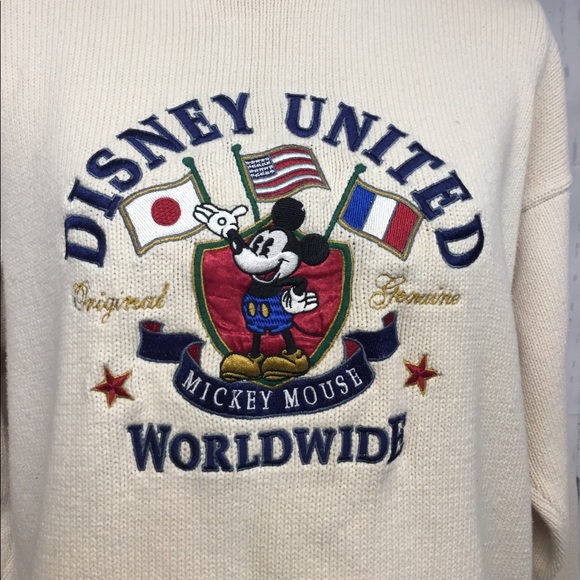 DISNEY UNITED
Original Genuine
MICKEY MOUSE
WORLDWIDE